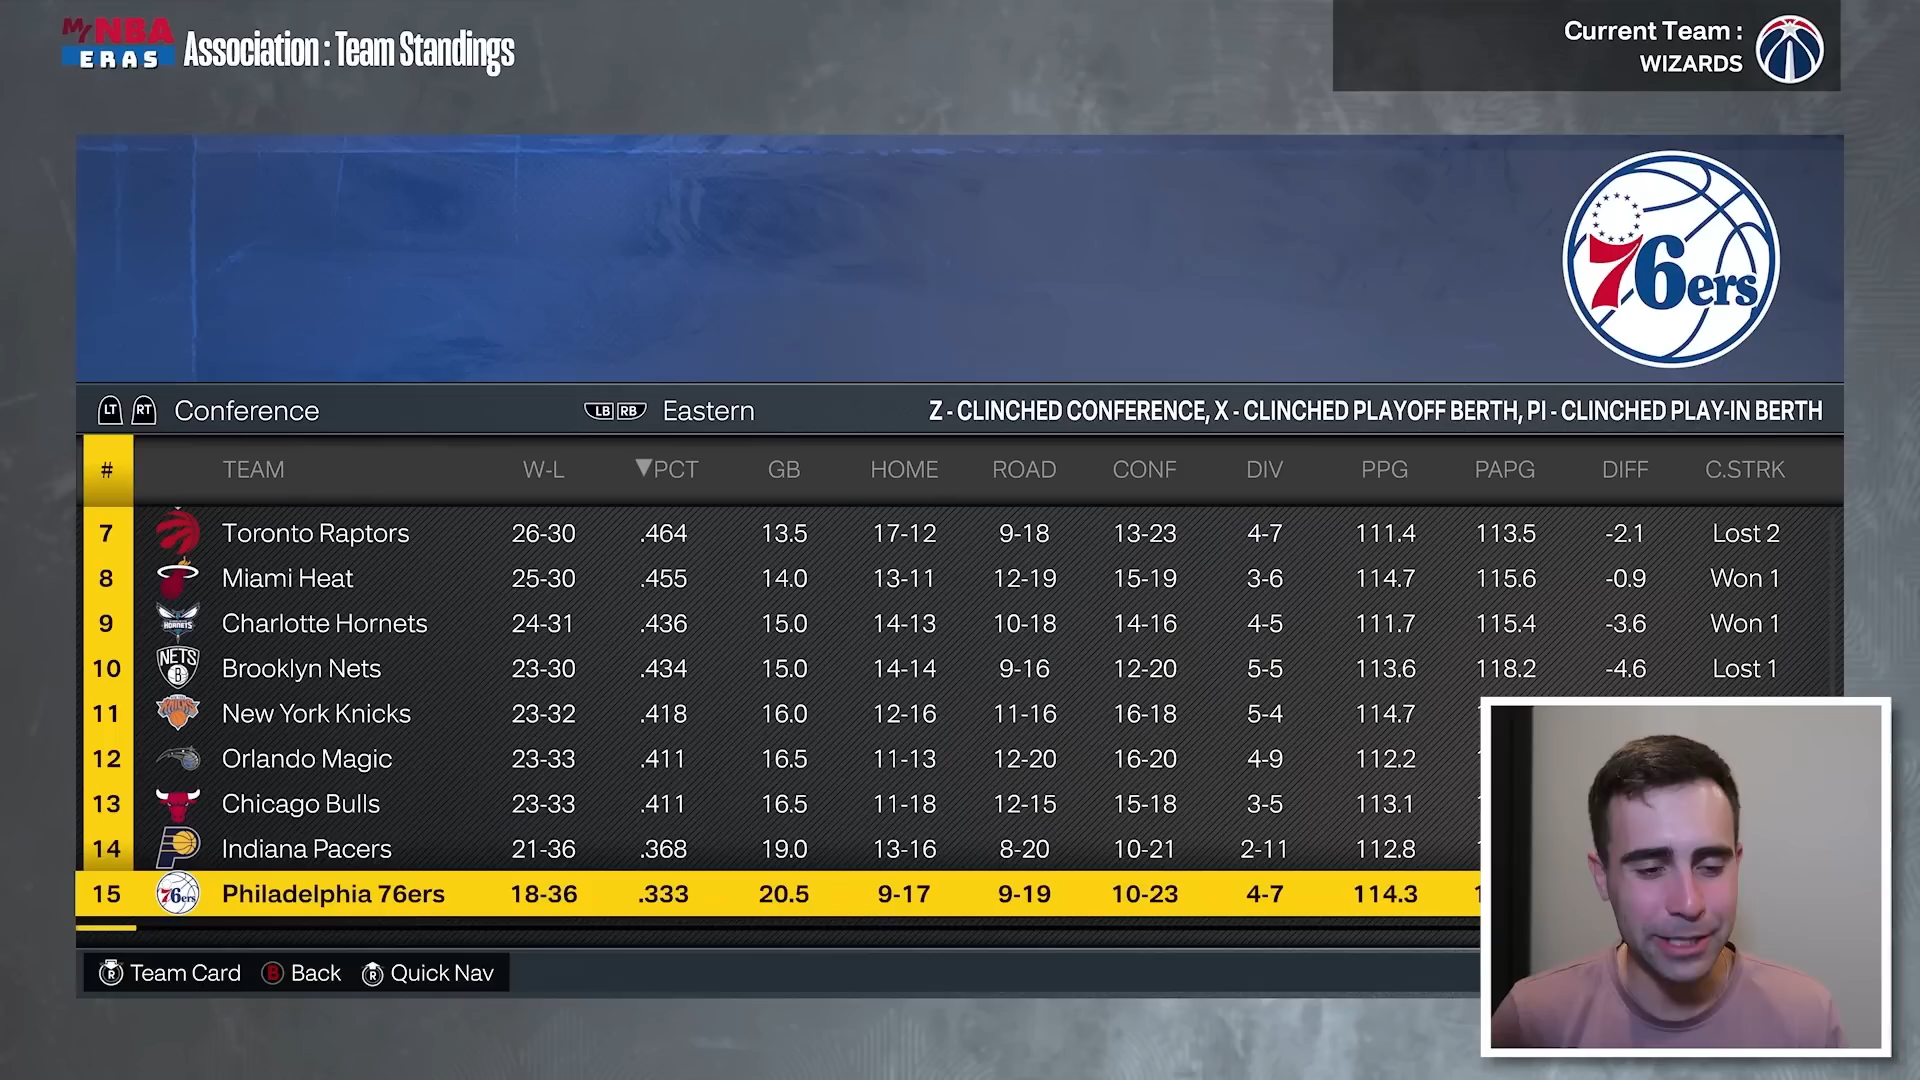 MyNBA ERAS
Association : Team Standings
Current Team :
WIZARDS
76ers
LT RT Conference LB RB Eastern Z - CLINCHED CONFERENCE, X - CLINCHED PLAYOFF BERTH, PI - CLINCHED PLAY-IN BERTH
# TEAM W-L ▼PCT GB HOME ROAD CONF DIV PPG PAPG DIFF C.STRK
7 Toronto Raptors 26-30 .464 13.5 17-12 9-18 13-23 4-7 111.4 113.5 -2.1 Lost 2
8 Miami Heat 25-30 .455 14.0 13-11 12-19 15-19 3-6 114.7 115.6 -0.9 Won 1
9 HORNETS Charlotte Hornets 24-31 .436 15.0 14-13 10-18 14-16 4-5 111.7 115.4 -3.6 Won 1
10 NETS B Brooklyn Nets 23-30 .434 15.0 14-14 9-16 12-20 5-5 113.6 118.2 -4.6 Lost 1
11 KNICKS New York Knicks 23-32 .418 16.0 12-16 11-16 16-18 5-4 114.7
12 Orlando Magic 23-33 .411 16.5 11-13 12-20 16-20 4-9 112.2
13 Chicago Bulls 23-33 .411 16.5 11-18 12-15 15-18 3-5 113.1
14 Indiana Pacers 21-36 .368 19.0 13-16 8-20 10-21 2-11 112.8
15 76ers Philadelphia 76ers 18-36 .333 20.5 9-17 9-19 10-23 4-7 114.3
R Team Card B Back R Quick Nav